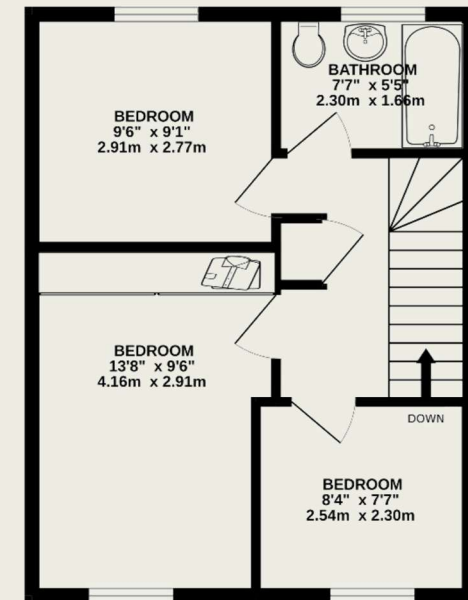 BATHROOM
7'7" x 5'5"
2.30m x 1.66m
BEDROOM
9'6" x 9'1"
2.91m x 2.77m
BEDROOM
13'8" x 9'6"
4.16m x 2.91m
DOWN
BEDROOM
8'4" x 7'7"
2.54m x 2.30m